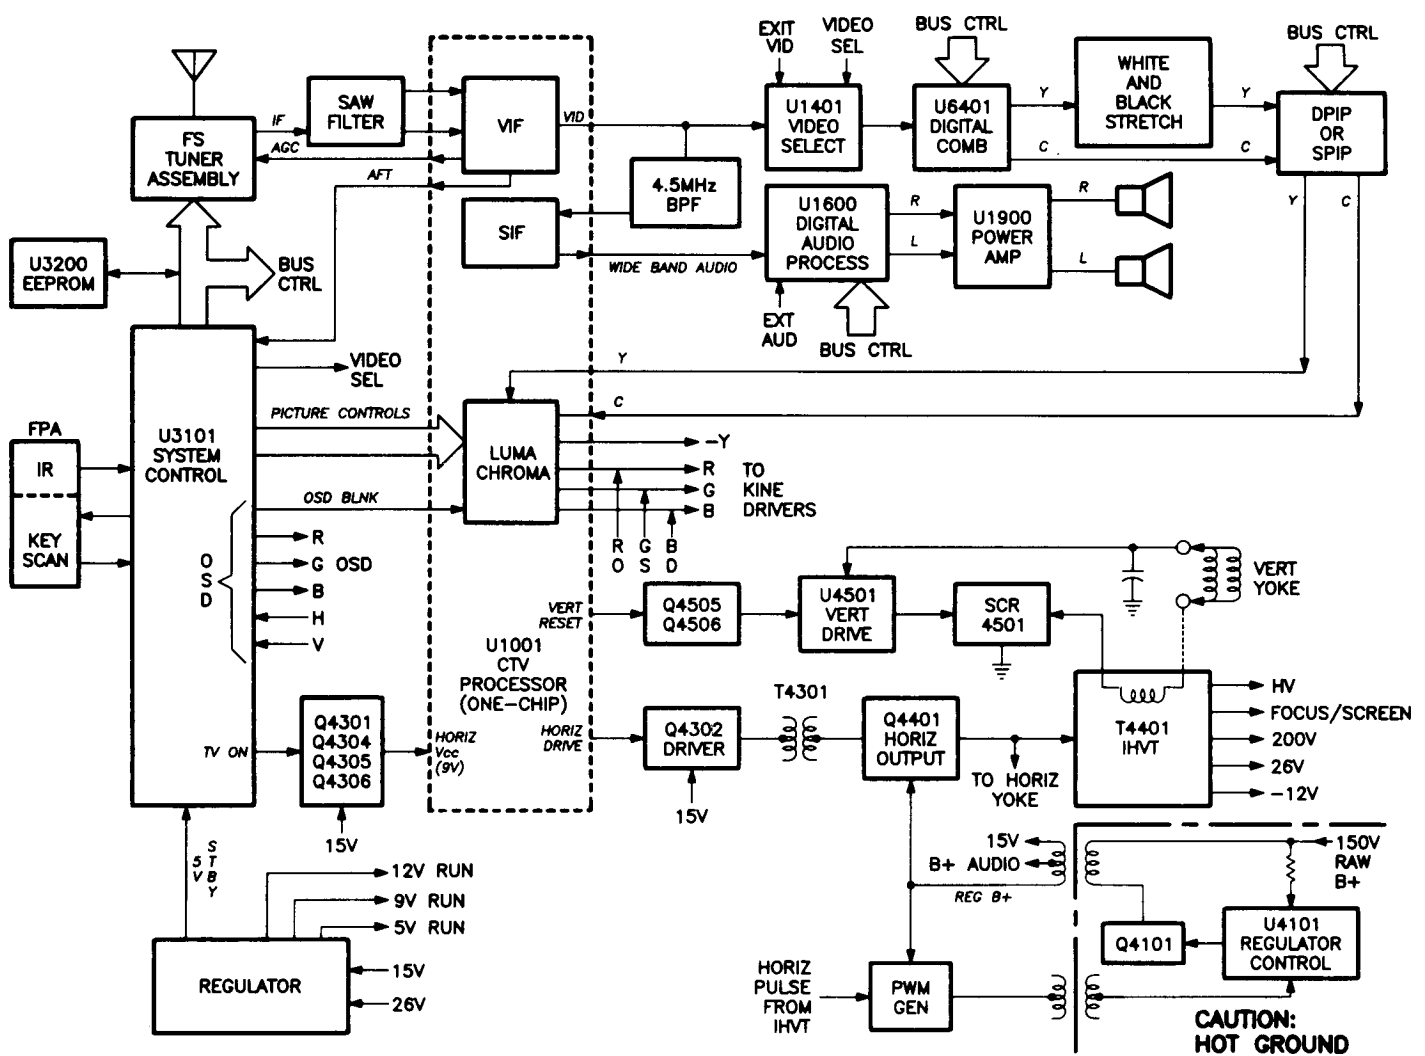 EXIT
VID
VIDEO
SEL
BUS CTRL
BUS CTRL
FS
TUNER
ASSEMBLY
IF
AGC
SAW
FILTER
AFT
VIF
VID
4.5MHz
BPF
SIF
WIDE BAND AUDIO
U1401
VIDEO
SELECT
U6401
DIGITAL
COMB
Y
C
WHITE
AND
BLACK
STRETCH
Y
C
DPIP
OR
SPIP
Y
C
U1600
DIGITAL
AUDIO
PROCESS
R
L
U1900
POWER
AMP
R
L
EXT
AUD
BUS CTRL
U3200
EEPROM
BUS
CTRL
VIDEO
SEL
Y
C
PICTURE CONTROLS
FPA
IR
KEY
SCAN
U3101
SYSTEM
CONTROL
OSD BLNK
LUMA
CHROMA
-Y
R
G
B
TO
KINE
DRIVERS
R
O
G
S
B
D
O
S
D
R
G OSD
B
H
V
TV ON
Q4301
Q4304
Q4305
Q4306
15V
HORIZ
Vcc
(9V)
U1001
CTV
PROCESSOR
(ONE-CHIP)
VERT
RESET
HORIZ
DRIVE
Q4505
Q4506
U4501
VERT
DRIVE
SCR
4501
VERT
YOKE
Q4302
DRIVER
15V
T4301
Q4401
HORIZ
OUTPUT
TO HORIZ
YOKE
T4401
IHVT
HV
FOCUS/SCREEN
200V
26V
-12V
STBY
5V
REGULATOR
12V RUN
9V RUN
5V RUN
15V
26V
15V
B+ AUDIO
REG B+
150V
RAW
B+
Q4101
U4101
REGULATOR
CONTROL
HORIZ
PULSE
FROM
IHVT
PWM
GEN
CAUTION:
HOT GROUND